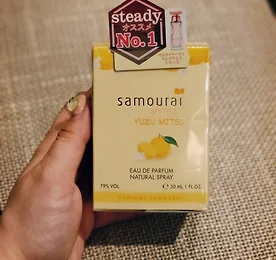 steady.
オススメ
No.1
samourai
YUZU MITSU
EAU DE PARFUM
NATURAL SPRAY
79% VOL. ℮ 30 ML 1 FL OZ.